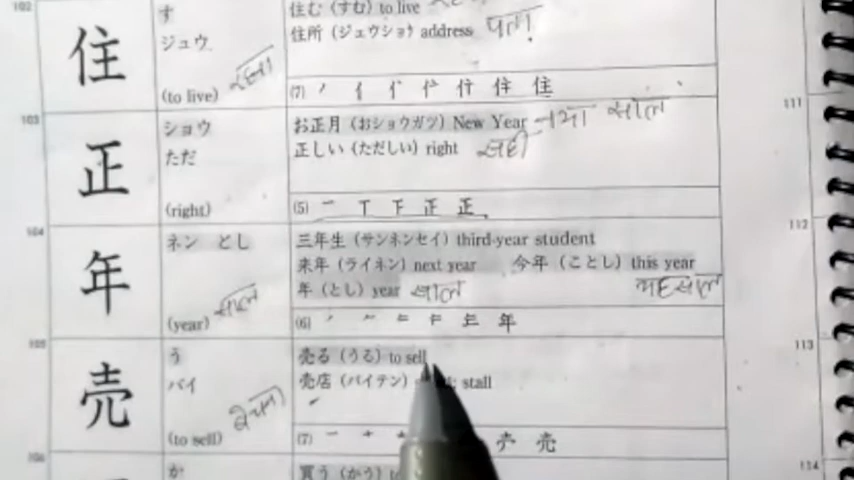 102
住
す
ジュウ
(to live)
住む（すむ）to live
住所（ジュウショ）address पता
(7) ノ イ 住
103
正
ショウ
ただ
(right)
お正月（おショウガツ）New Year नया साल
正しい（ただしい）right सही
(5) 一 丁 下 正 正
104
年
ネン とし
(year) साल
三年生（サンネンセイ）third-year student
来年（ライネン）next year 今年（ことし）this year
年（とし）year साल यह साल
(6) 年
105
売
う
バイ
(to sell) बेचना
売る（うる）to sell
売店（バイテン） stall
(7) 一 十 声 売
106
か
買う（かう）to
111
112
113
114